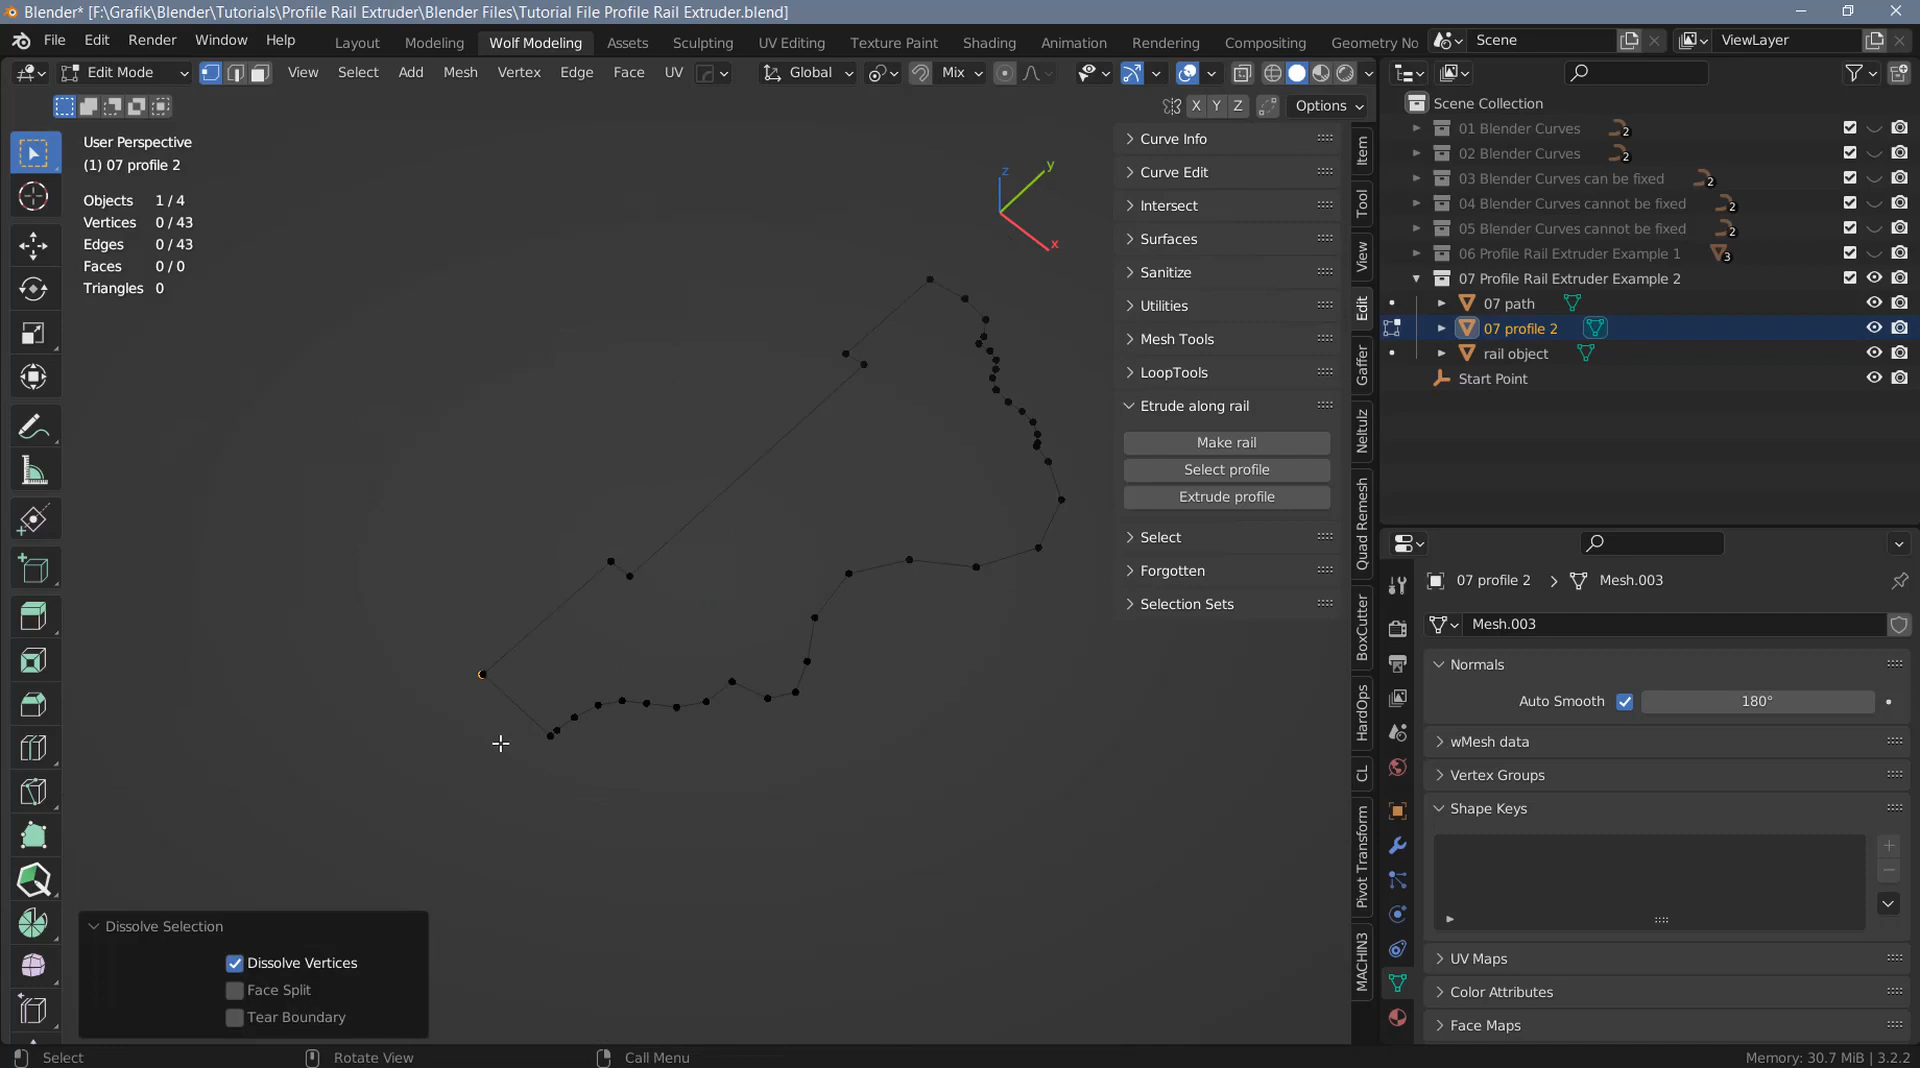 Blender* [F:\Grafik\Blender\Tutorials\Profile Rail Extruder\Blender Files\Tutorial File Profile Rail Extruder.blend]
File Edit Render Window Help Layout Modeling Wolf Modeling Assets Sculpting UV Editing Texture Paint Shading Animation Rendering Compositing Geometry No Scene ViewLayer
Edit Mode View Select Add Mesh Vertex Edge Face UV Global Mix
X Y Z Options
User Perspective
(1) 07 profile 2
Objects 1 / 4
Vertices 0 / 43
Edges 0 / 43
Faces 0 / 0
Triangles 0
z y x
Curve Info
Curve Edit
Intersect
Surfaces
Sanitize
Utilities
Mesh Tools
LoopTools
Etrude along rail
Make rail
Select profile
Extrude profile
Select
Forgotten
Selection Sets
Item
Tool
View
Edit
Gaffer
Neltulz
Quad Remesh
BoxCutter
HardOps
CL
Pivot Transform
MACHIN3
Scene Collection
01 Blender Curves 2
02 Blender Curves 2
03 Blender Curves can be fixed 2
04 Blender Curves cannot be fixed 2
05 Blender Curves cannot be fixed 2
06 Profile Rail Extruder Example 1 3
07 Profile Rail Extruder Example 2
07 path
07 profile 2
rail object
Start Point
07 profile 2 > Mesh.003
Mesh.003
Normals
Auto Smooth 180°
wMesh data
Vertex Groups
Shape Keys
UV Maps
Color Attributes
Face Maps
Dissolve Selection
Dissolve Vertices
Face Split
Tear Boundary
Select Rotate View Call Menu Memory: 30.7 MiB | 3.2.2